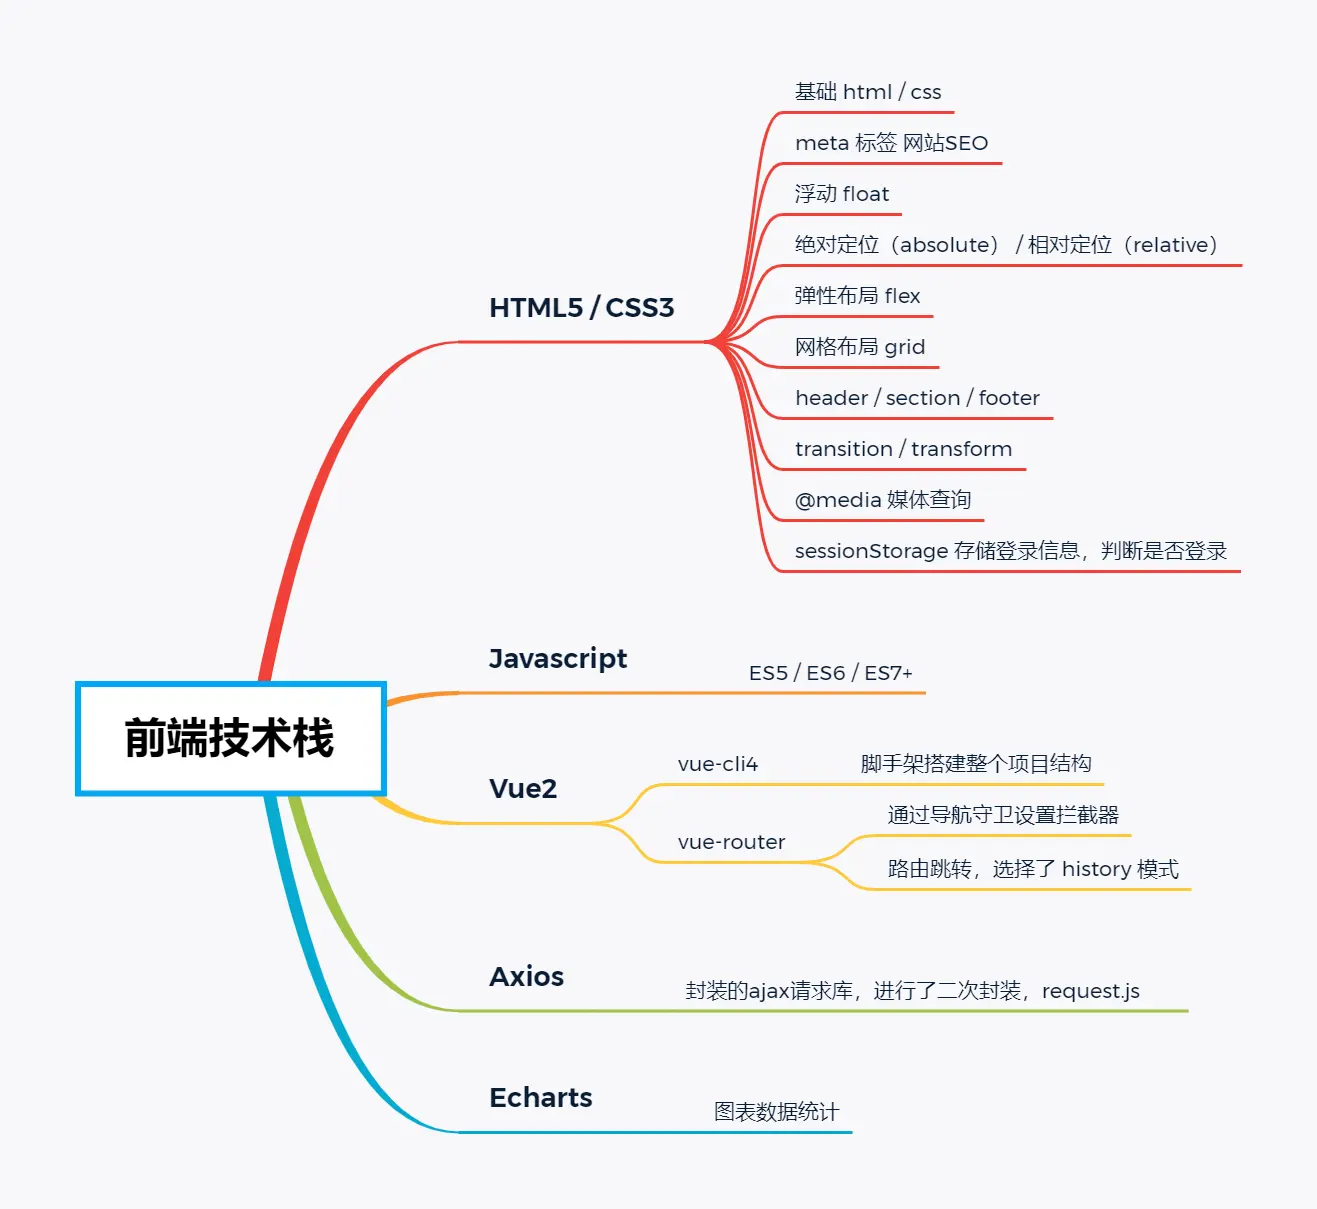 前端技术栈
HTML5 / CSS3
基础 html / css
meta 标签 网站SEO
浮动 float
绝对定位（absolute） / 相对定位（relative）
弹性布局 flex
网格布局 grid
header / section / footer
transition / transform
@media 媒体查询
sessionStorage 存储登录信息，判断是否登录
Javascript
ES5 / ES6 / ES7+
Vue2
vue-cli4
脚手架搭建整个项目结构
vue-router
通过导航守卫设置拦截器
路由跳转，选择了 history 模式
Axios
封装的ajax请求库，进行了二次封装，request.js
Echarts
图表数据统计